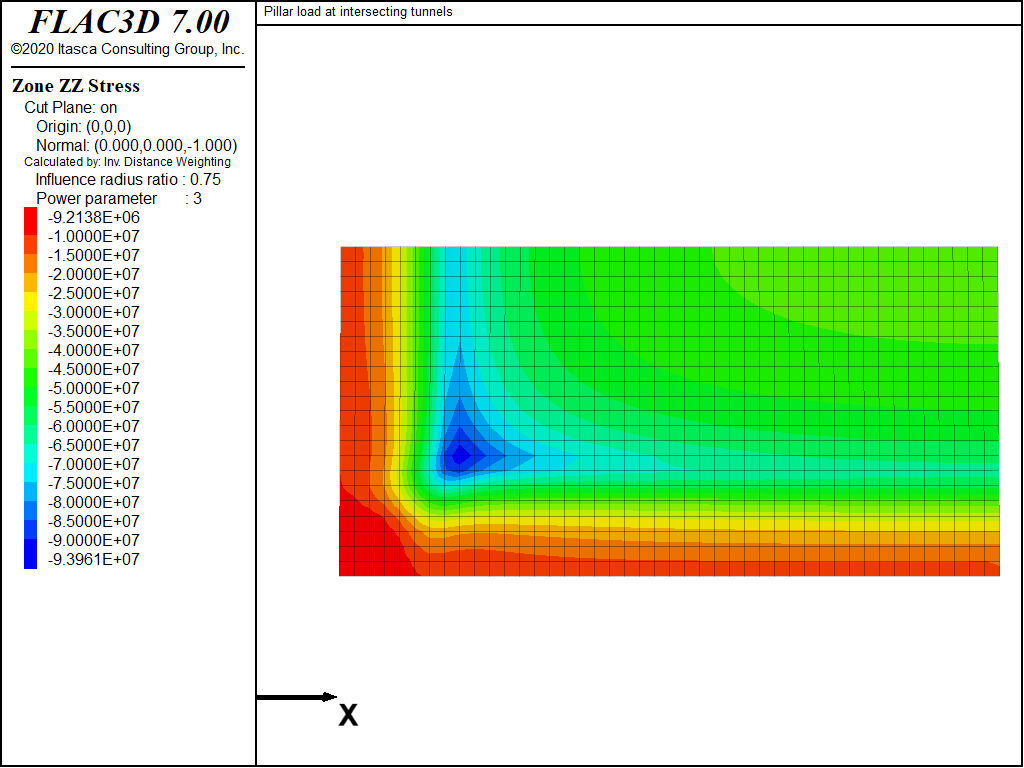 FLAC3D 7.00
©2020 Itasca Consulting Group, Inc.
Zone ZZ Stress
Cut Plane: on
Origin: (0,0,0)
Normal: (0.000,0.000,-1.000)
Calculated by: Inv. Distance Weighting
Influence radius ratio : 0.75
Power parameter : 3
-9.2138E+06
-1.0000E+07
-1.5000E+07
-2.0000E+07
-2.5000E+07
-3.0000E+07
-3.5000E+07
-4.0000E+07
-4.5000E+07
-5.0000E+07
-5.5000E+07
-6.0000E+07
-6.5000E+07
-7.0000E+07
-7.5000E+07
-8.0000E+07
-8.5000E+07
-9.0000E+07
-9.3961E+07
Pillar load at intersecting tunnels
X